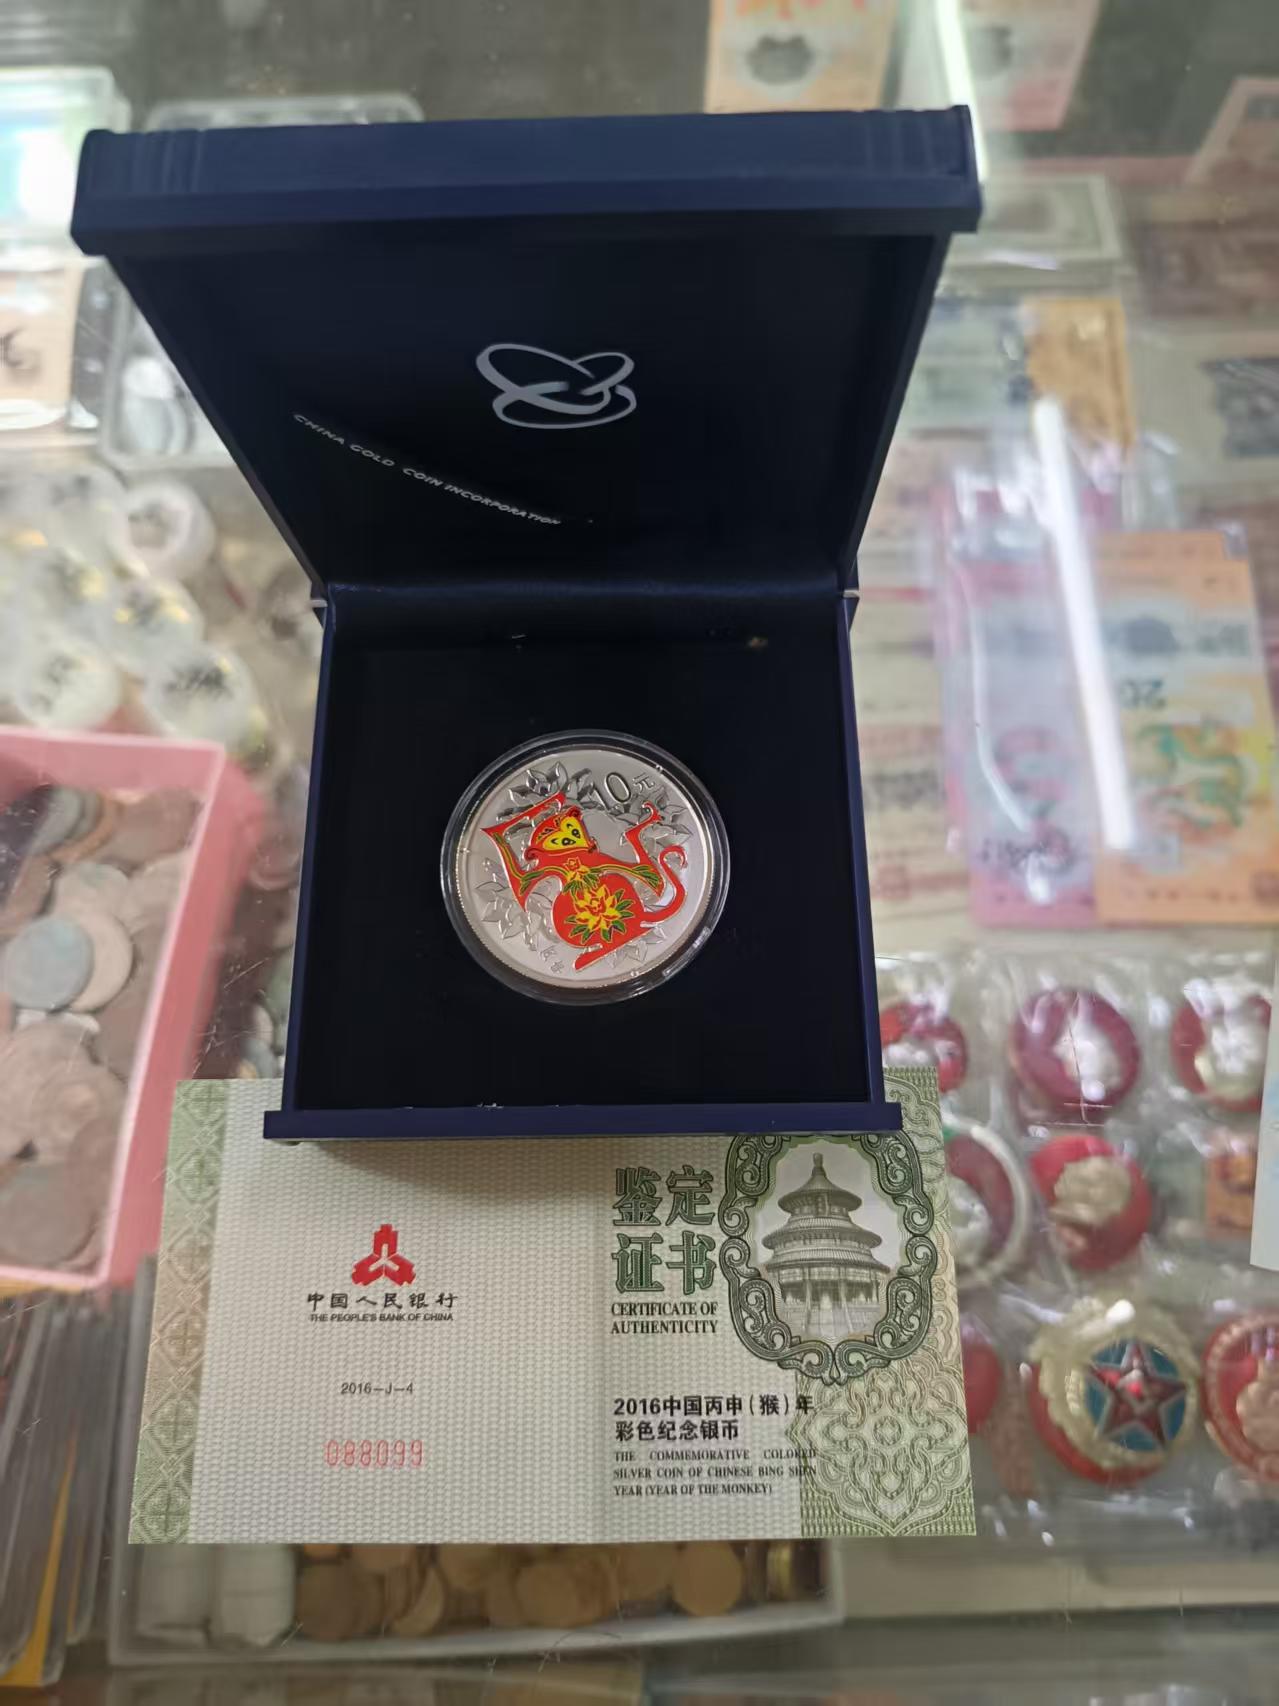 CHINA GOLD COIN INCORPORATION
10元
鉴定
证书
CERTIFICATE OF
AUTHENTICITY
中国人民银行
THE PEOPLE'S BANK OF CHINA
2016-J-4
088099
2016中国丙申(猴)年
彩色纪念银币
THE COMMEMORATIVE COLORED
SILVER COIN OF CHINESE BING SHEN
YEAR (YEAR OF THE MONKEY)
20